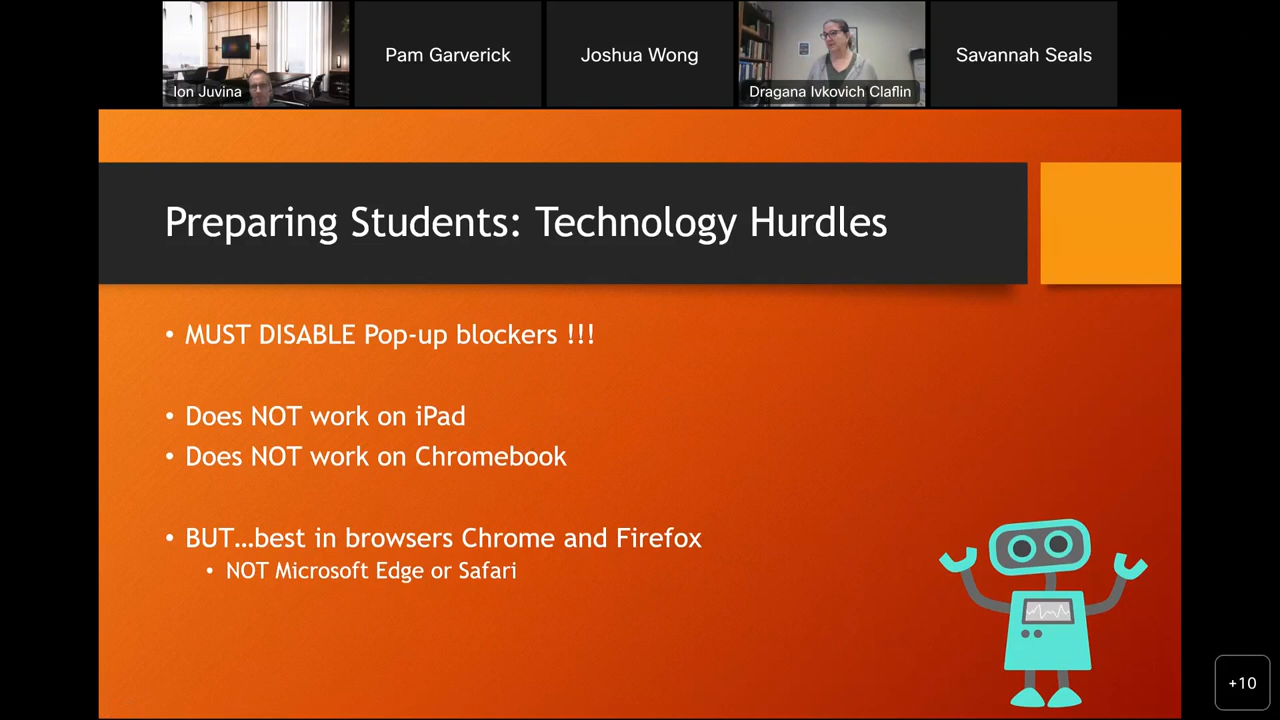 Ion Juvina
Pam Garverick
Joshua Wong
Dragana Ivkovich Claflin
Savannah Seals
Preparing Students: Technology Hurdles
• MUST DISABLE Pop-up blockers !!!
• Does NOT work on iPad
• Does NOT work on Chromebook
• BUT…best in browsers Chrome and Firefox
• NOT Microsoft Edge or Safari
+10